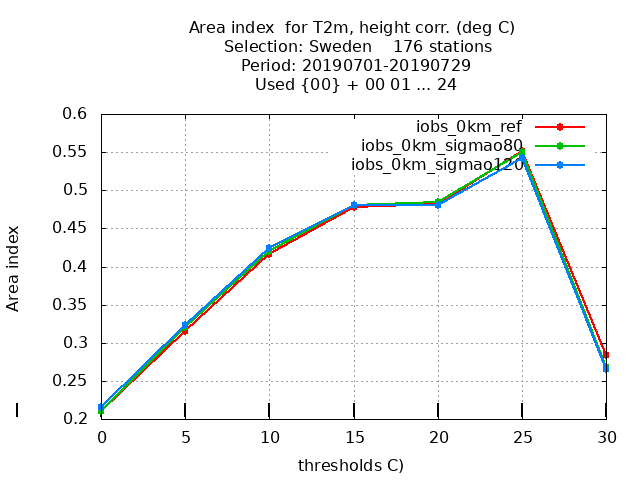 Area index  for T2m, height corr. (deg C)
Selection: Sweden    176 stations
Period: 20190701-20190729
Used {00} + 00 01 ... 24
iobs_0km_ref
iobs_0km_sigmao80
iobs_0km_sigmao120
0.6
0.55
0.5
0.45
0.4
0.35
0.3
0.25
0.2
Area index
0 5 10 15 20 25 30
thresholds C)